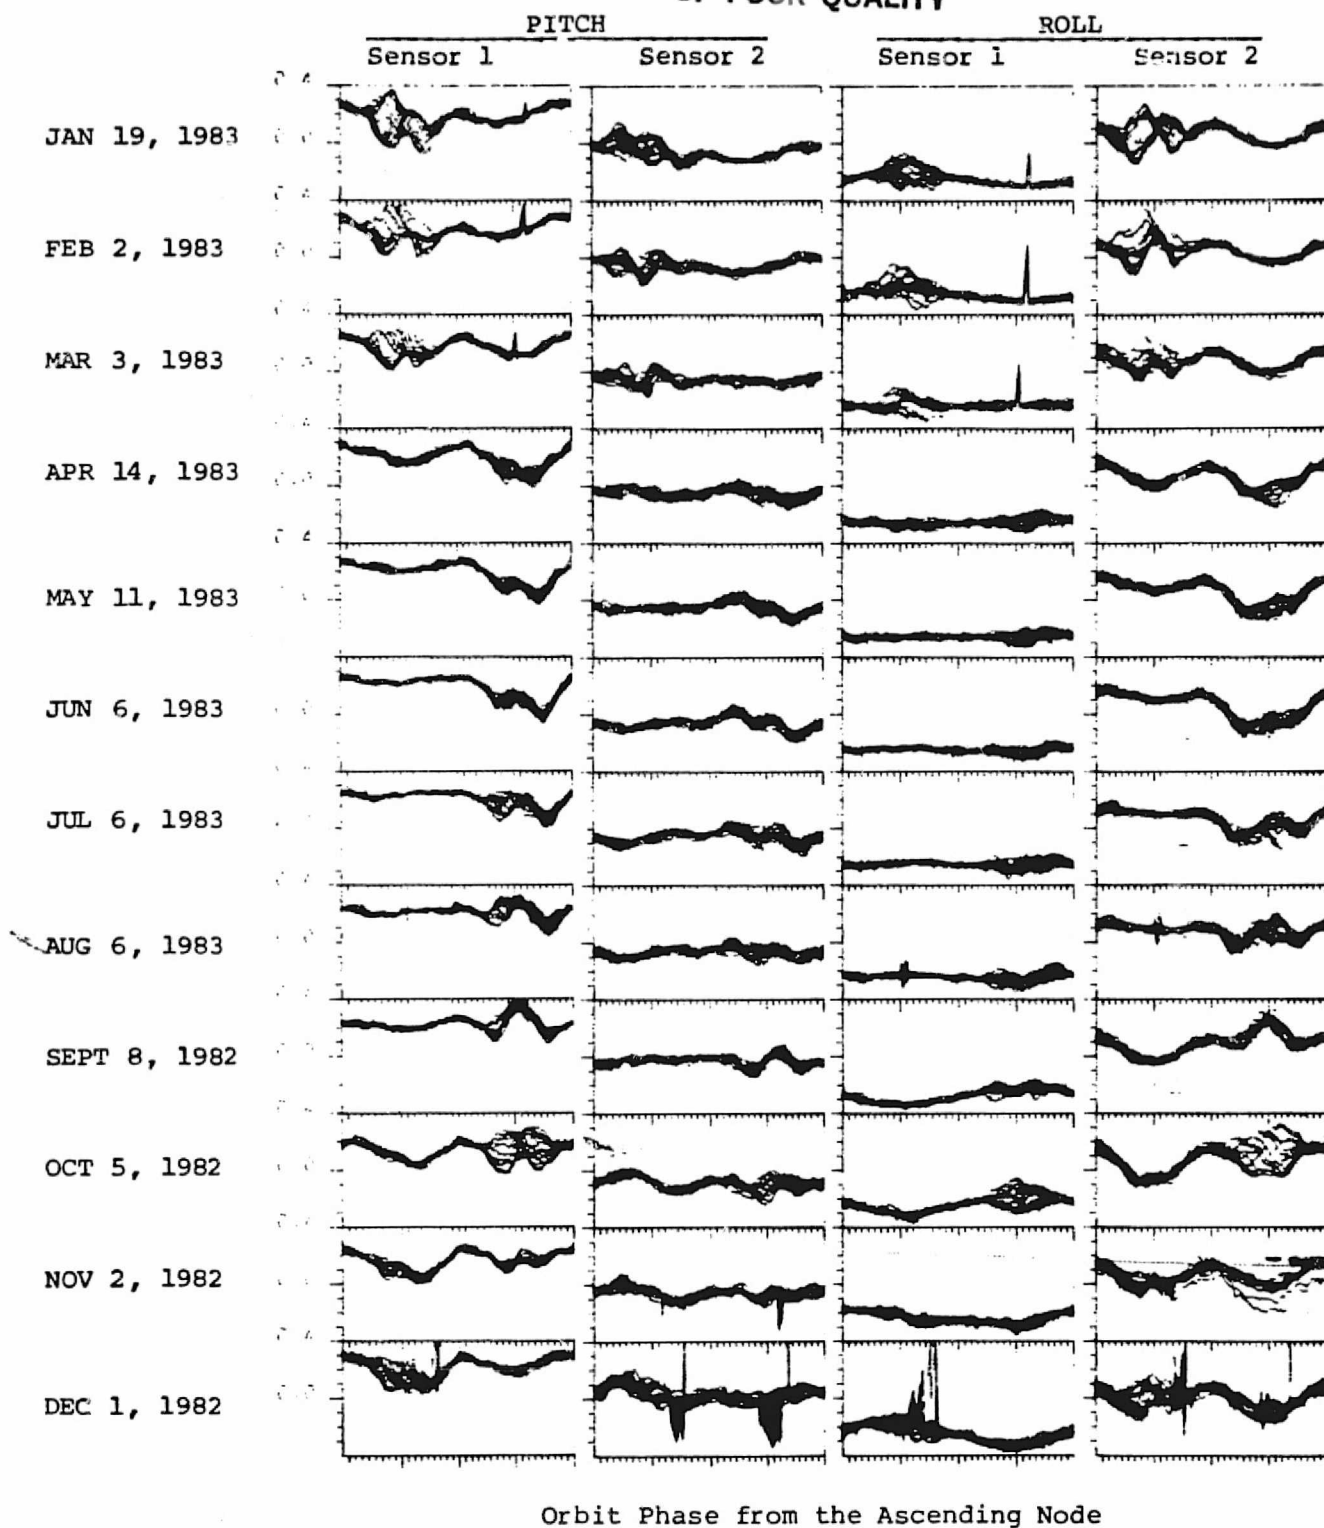 POOR QUALITY
PITCH ROLL
Sensor 1 Sensor 2 Sensor 1 Sensor 2
JAN 19, 1983
FEB 2, 1983
MAR 3, 1983
APR 14, 1983
MAY 11, 1983
JUN 6, 1983
JUL 6, 1983
AUG 6, 1983
SEPT 8, 1982
OCT 5, 1982
NOV 2, 1982
DEC 1, 1982
Orbit Phase from the Ascending Node